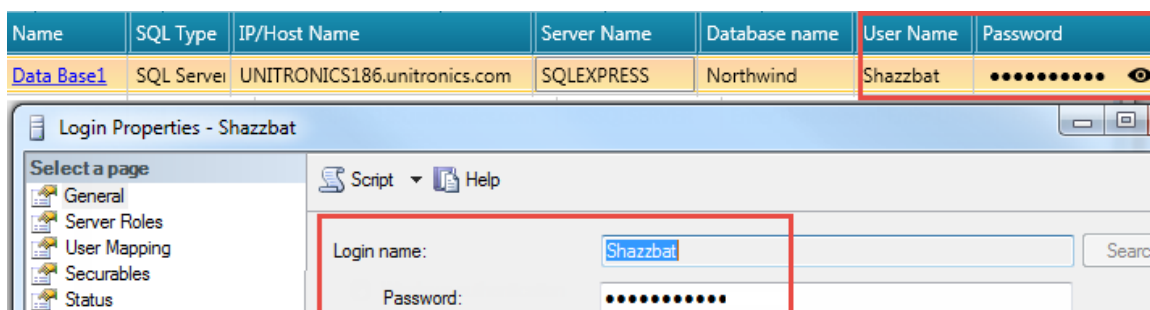 Name SQL Type IP/Host Name Server Name Database name User Name Password
Data Base1 SQL Server UNITRONICS186.unitronics.com SQLEXPRESS Northwind Shazzbat ••••••••••
Login Properties - Shazzbat
Select a page
General
Server Roles
User Mapping
Securables
Status
Script Help
Login name: Shazzbat Searc
Password: •••••••••••